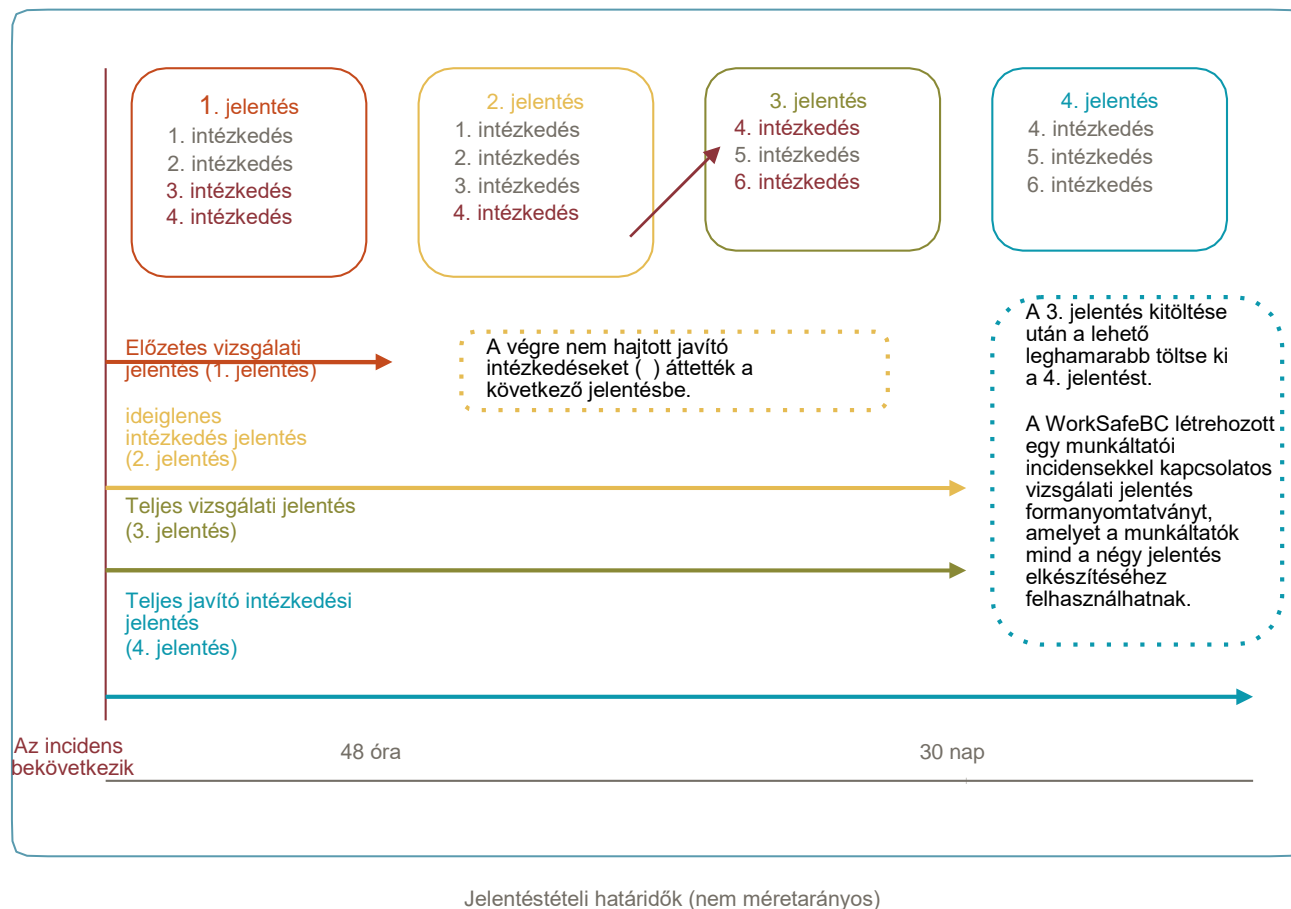 1. jelentés
1. intézkedés
2. intézkedés
3. intézkedés
4. intézkedés
2. jelentés
1. intézkedés
2. intézkedés
3. intézkedés
4. intézkedés
3. jelentés
4. intézkedés
5. intézkedés
6. intézkedés
4. jelentés
4. intézkedés
5. intézkedés
6. intézkedés
Előzetes vizsgálati
jelentés (1. jelentés)
A végre nem hajtott javító
intézkedéseket ( ) áttették a
következő jelentésbe.
A 3. jelentés kitöltése
után a lehető
leghamarabb töltse ki
a 4. jelentést.
A WorkSafeBC létrehozott
egy munkáltatói
incidensekkel kapcsolatos
vizsgálati jelentés
formanyomtatványt,
amelyet a munkáltatók
mind a négy jelentés
elkészítéséhez
felhasználhatnak.
ideiglenes
intézkedés jelentés
(2. jelentés)
Teljes vizsgálati jelentés
(3. jelentés)
Teljes javító intézkedési
jelentés
(4. jelentés)
Az incidens
bekövetkezik
48 óra
30 nap
Jelentéstételi határidők (nem méretarányos)